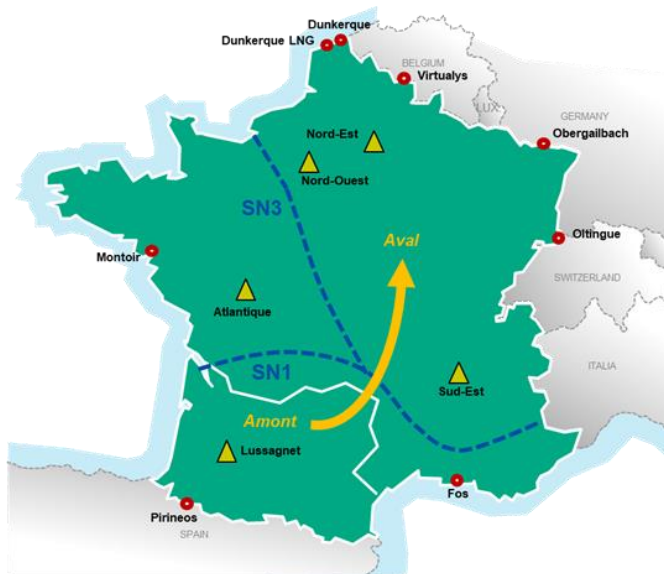 Dunkerque
Dunkerque LNG
BELGIUM
Virtualys
LUX
GERMANY
Obergailbach
Nord-Est
Nord-Ouest
SN3
Aval
Oltingue
Montoir
SWITZERLAND
Atlantique
ITALIA
SN1
Sud-Est
Amont
Lussagnet
Fos
Pirineos
SPAIN